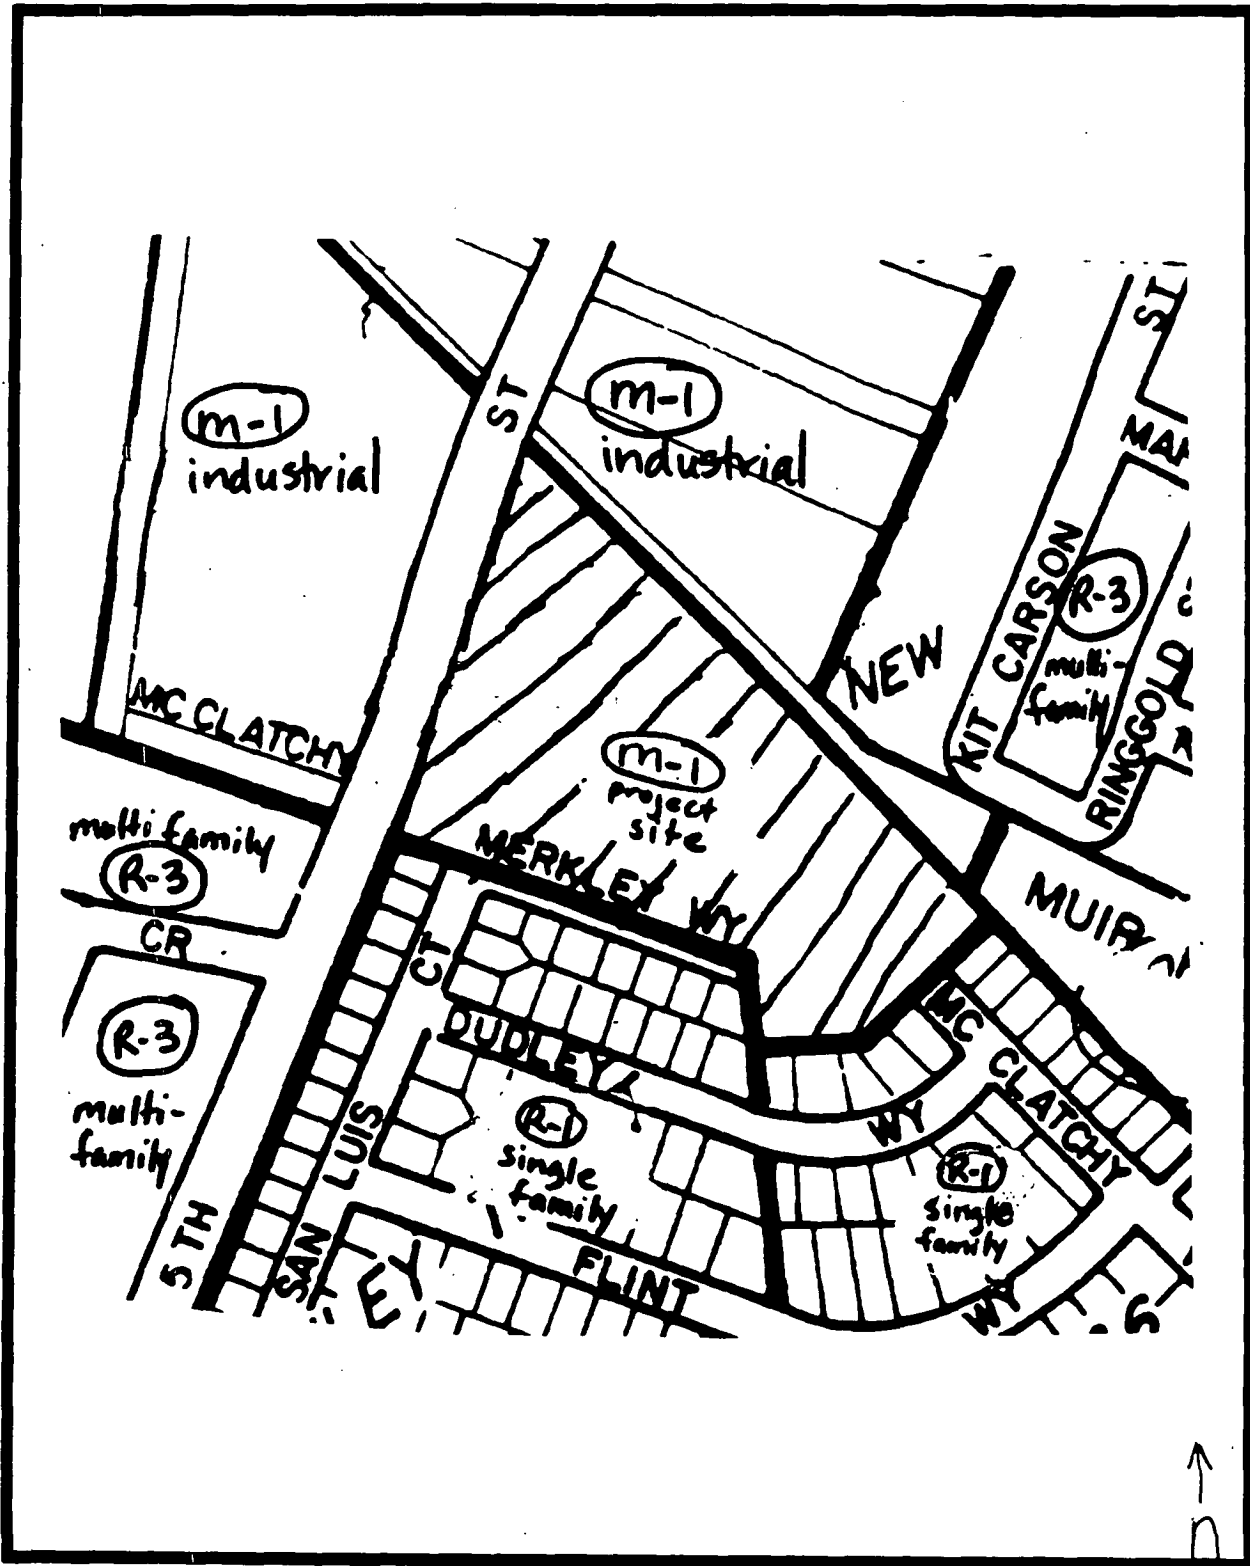 ST
m-1
industrial
ST
m-1
industrial
KIT CARSON
R-3
multi-
family
RINGGOLD
NEW
MC CLATCHY
m-1
project
site
multi family
R-3
MERKLEY WY
MUIR
CR
CT
R-3
multi-
family
DUDLEY
WY
MC CLATCHY
R-1
single
family
R-1
single
family
SAN LUIS
5TH
FLINT
WY
n